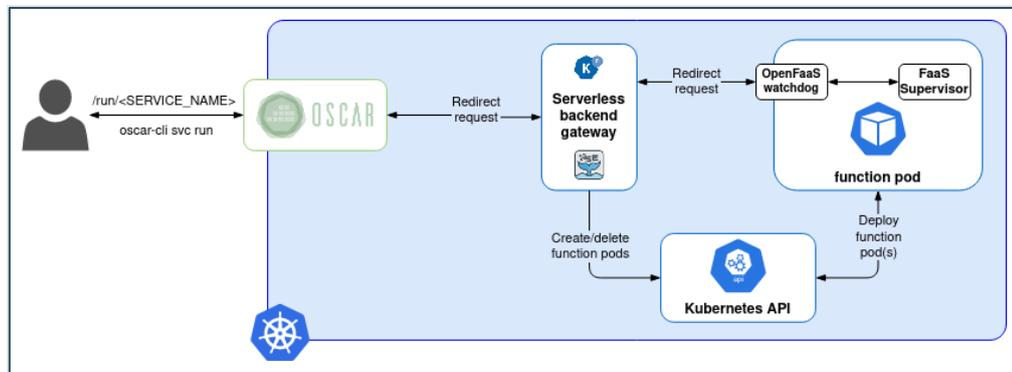 /run/<SERVICE_NAME>
oscar-cli svc run
OSCAR
Redirect
request
K
Serverless
backend
gateway
Redirect
request
OpenFaaS
watchdog
FaaS
Supervisor
function pod
Create/delete
function pods
Deploy
function
pod(s)
api
Kubernetes API